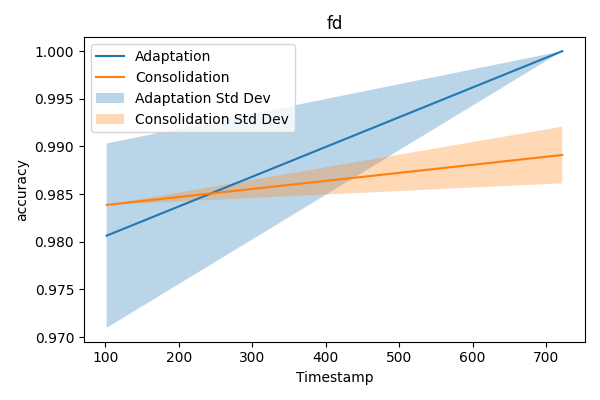 fd
Adaptation
Consolidation
Adaptation Std Dev
Consolidation Std Dev
accuracy
1.000
0.995
0.990
0.985
0.980
0.975
0.970
100 200 300 400 500 600 700
Timestamp